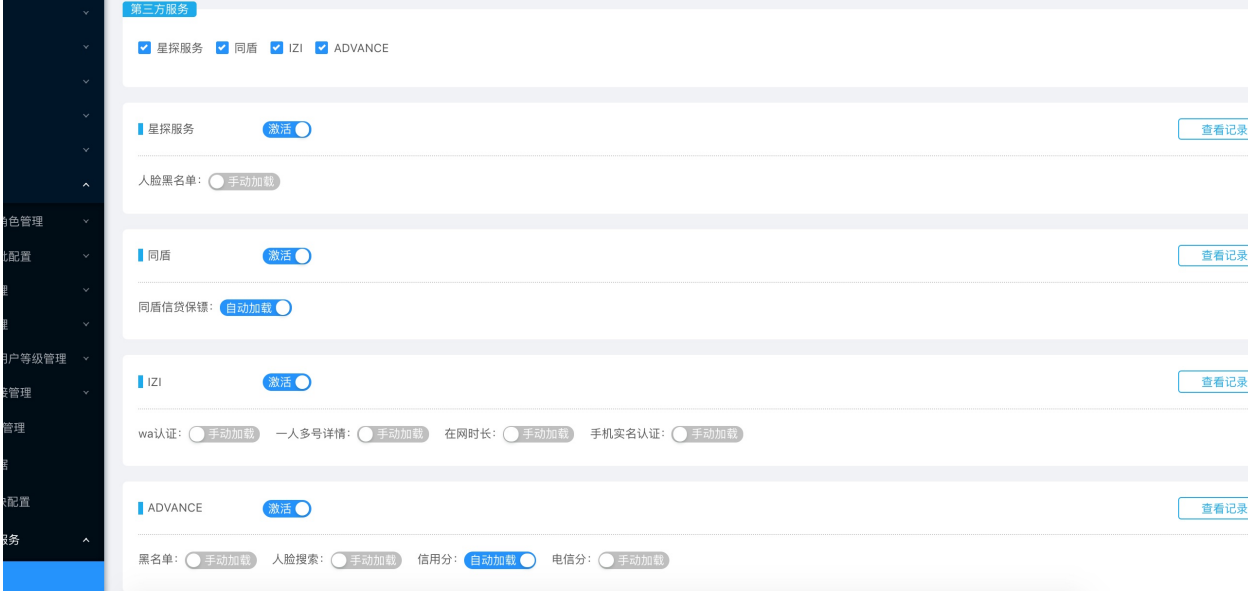 第三方服务
星探服务 同盾 IZI ADVANCE
星探服务 激活 查看记录
人脸黑名单: 手动加载
角色管理
批配置
同盾 激活 查看记录
理
同盾信贷保镖: 自动加载
理
用户等级管理
IZI 激活 查看记录
接管理
管理
wa认证: 手动加载 一人多号详情: 手动加载 在网时长: 手动加载 手机实名认证: 手动加载
据
配置
ADVANCE 激活 查看记录
服务
黑名单: 手动加载 人脸搜索: 手动加载 信用分: 自动加载 电信分: 手动加载